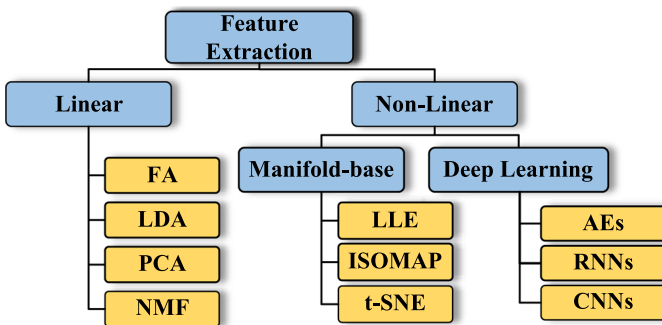 Feature
Extraction
Linear
Non-Linear
Manifold-base
Deep Learning
FA
LDA
PCA
NMF
LLE
ISOMAP
t-SNE
AEs
RNNs
CNNs